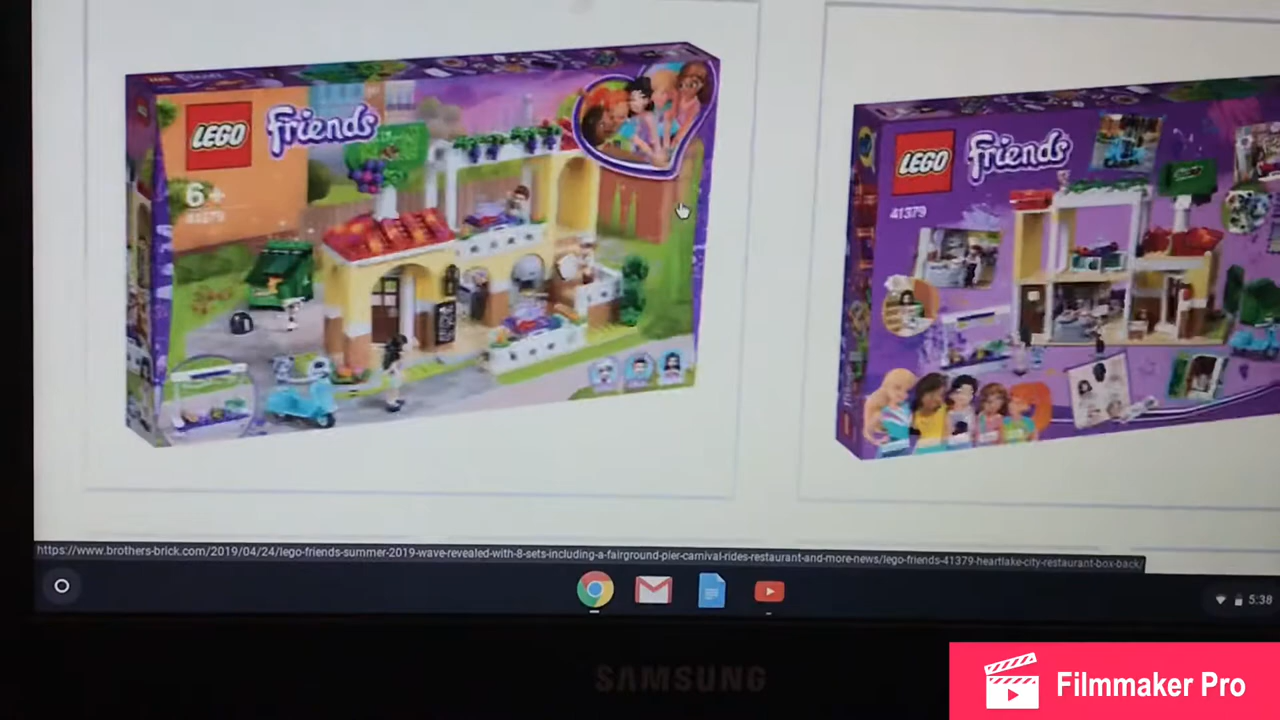 LEGO
friends
6+
41379
LEGO
friends
41379
https://www.brothers-brick.com/2019/04/24/lego-friends-summer-2019-wave-revealed-with-8-sets-including-a-fairground-pier-carnival-rides-restaurant-and-more-news/lego-friends-41379-heartlake-city-restaurant-box-back/
5:38
SAMSUNG
Filmmaker Pro